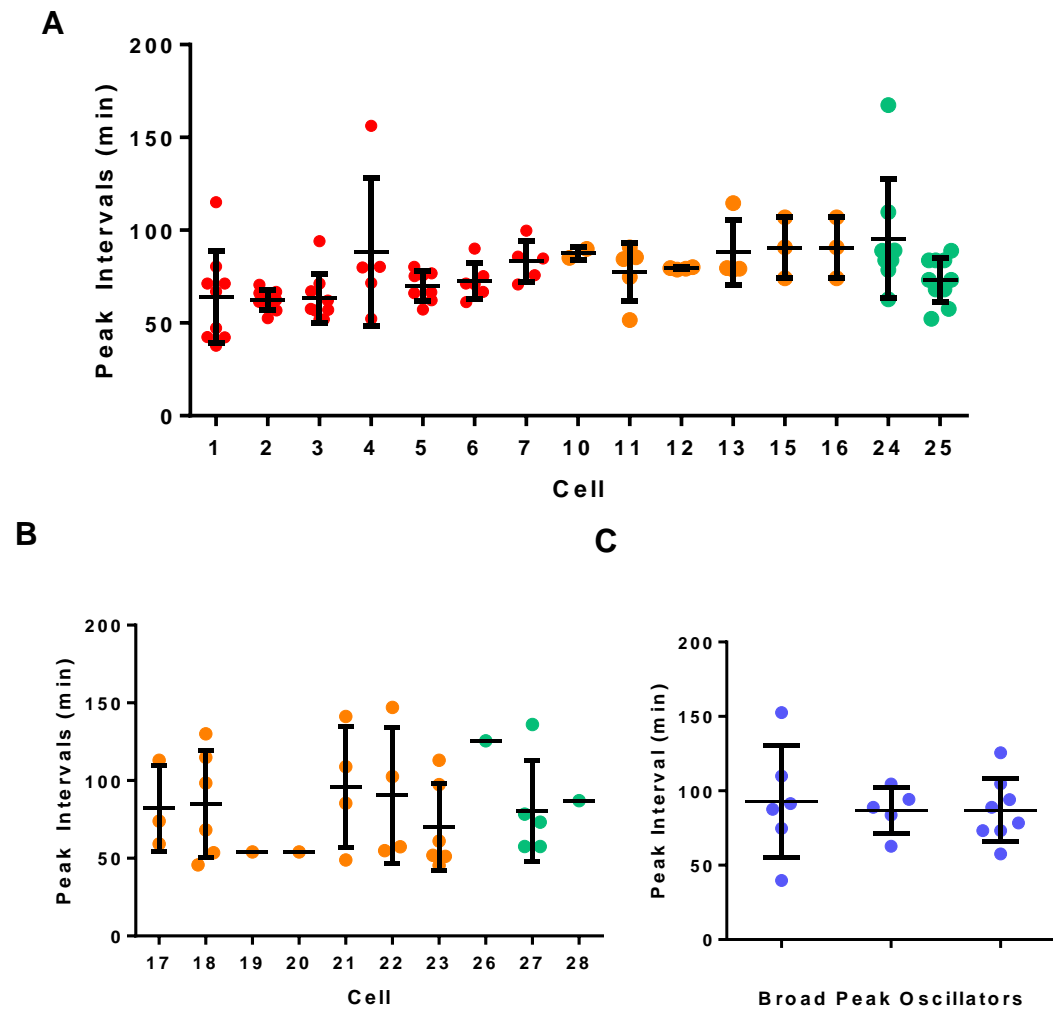 A
Peak Intervals (min)
200
150
100
50
0
1 2 3 4 5 6 7 10 11 12 13 15 16 24 25
Cell
B
Peak Intervals (min)
200
150
100
50
0
17 18 19 20 21 22 23 26 27 28
Cell
C
Peak Interval (min)
200
150
100
50
0
Broad Peak Oscillators